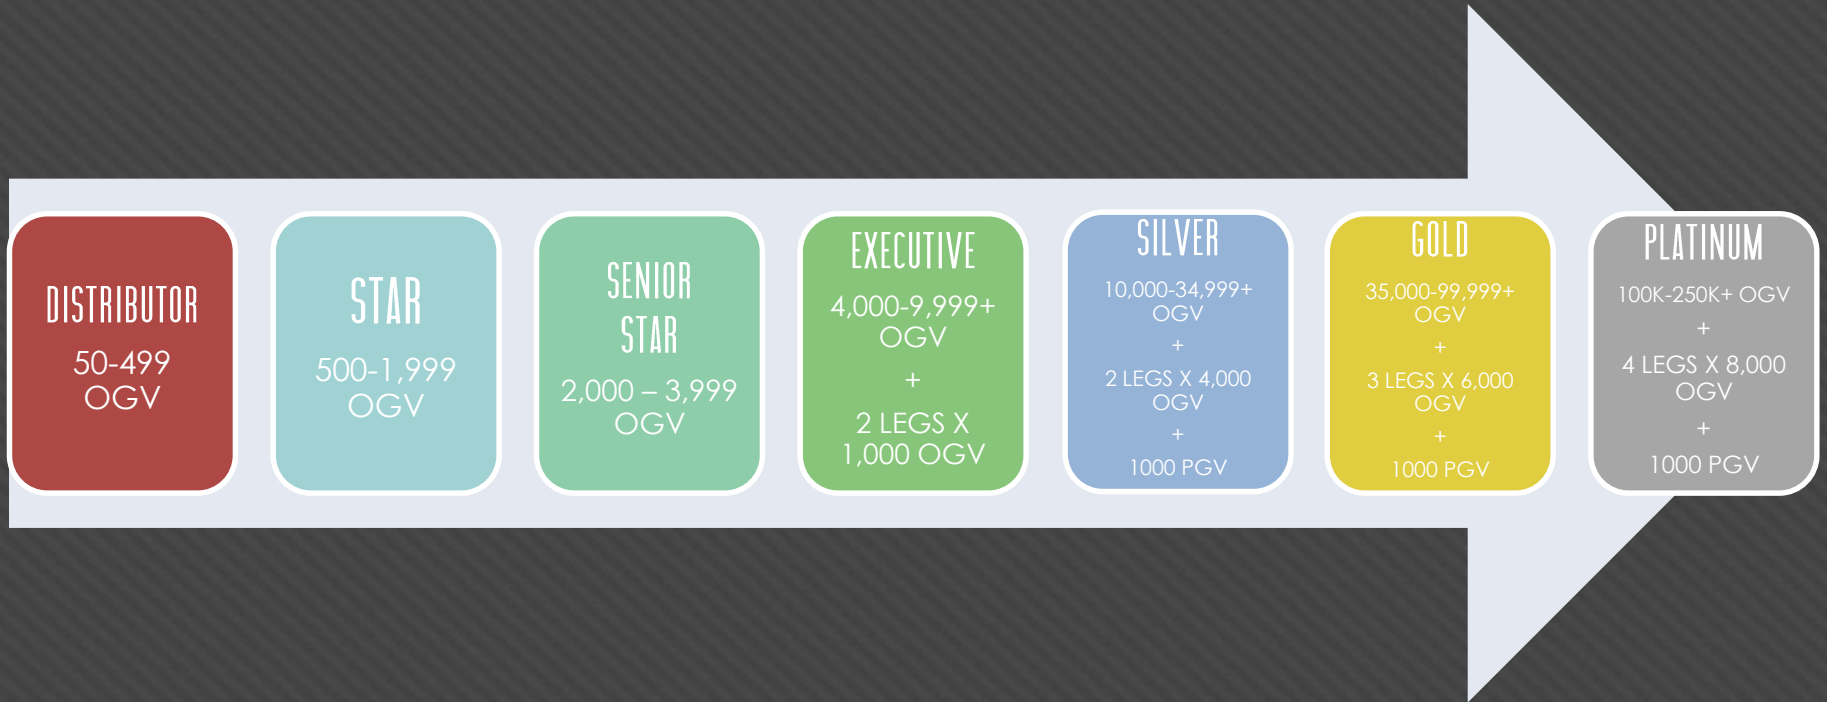 DISTRIBUTOR
50-499
OGV
STAR
500-1,999
OGV
SENIOR
STAR
2,000 – 3,999
OGV
EXECUTIVE
4,000-9,999+
OGV
+
2 LEGS X
1,000 OGV
SILVER
10,000-34,999+
OGV
+
2 LEGS X 4,000
OGV
+
1000 PGV
GOLD
35,000-99,999+
OGV
+
3 LEGS X 6,000
OGV
+
1000 PGV
PLATINUM
100K-250K+ OGV
+
4 LEGS X 8,000
OGV
+
1000 PGV